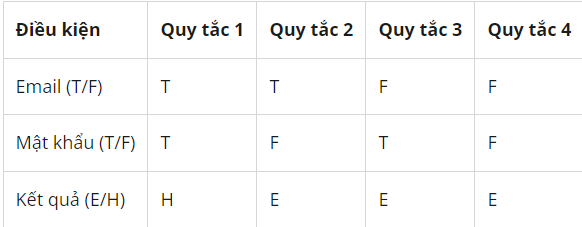 Điều kiện Quy tắc 1 Quy tắc 2 Quy tắc 3 Quy tắc 4
Email (T/F) T T F F
Mật khẩu (T/F) T F T F
Kết quả (E/H) H E E E